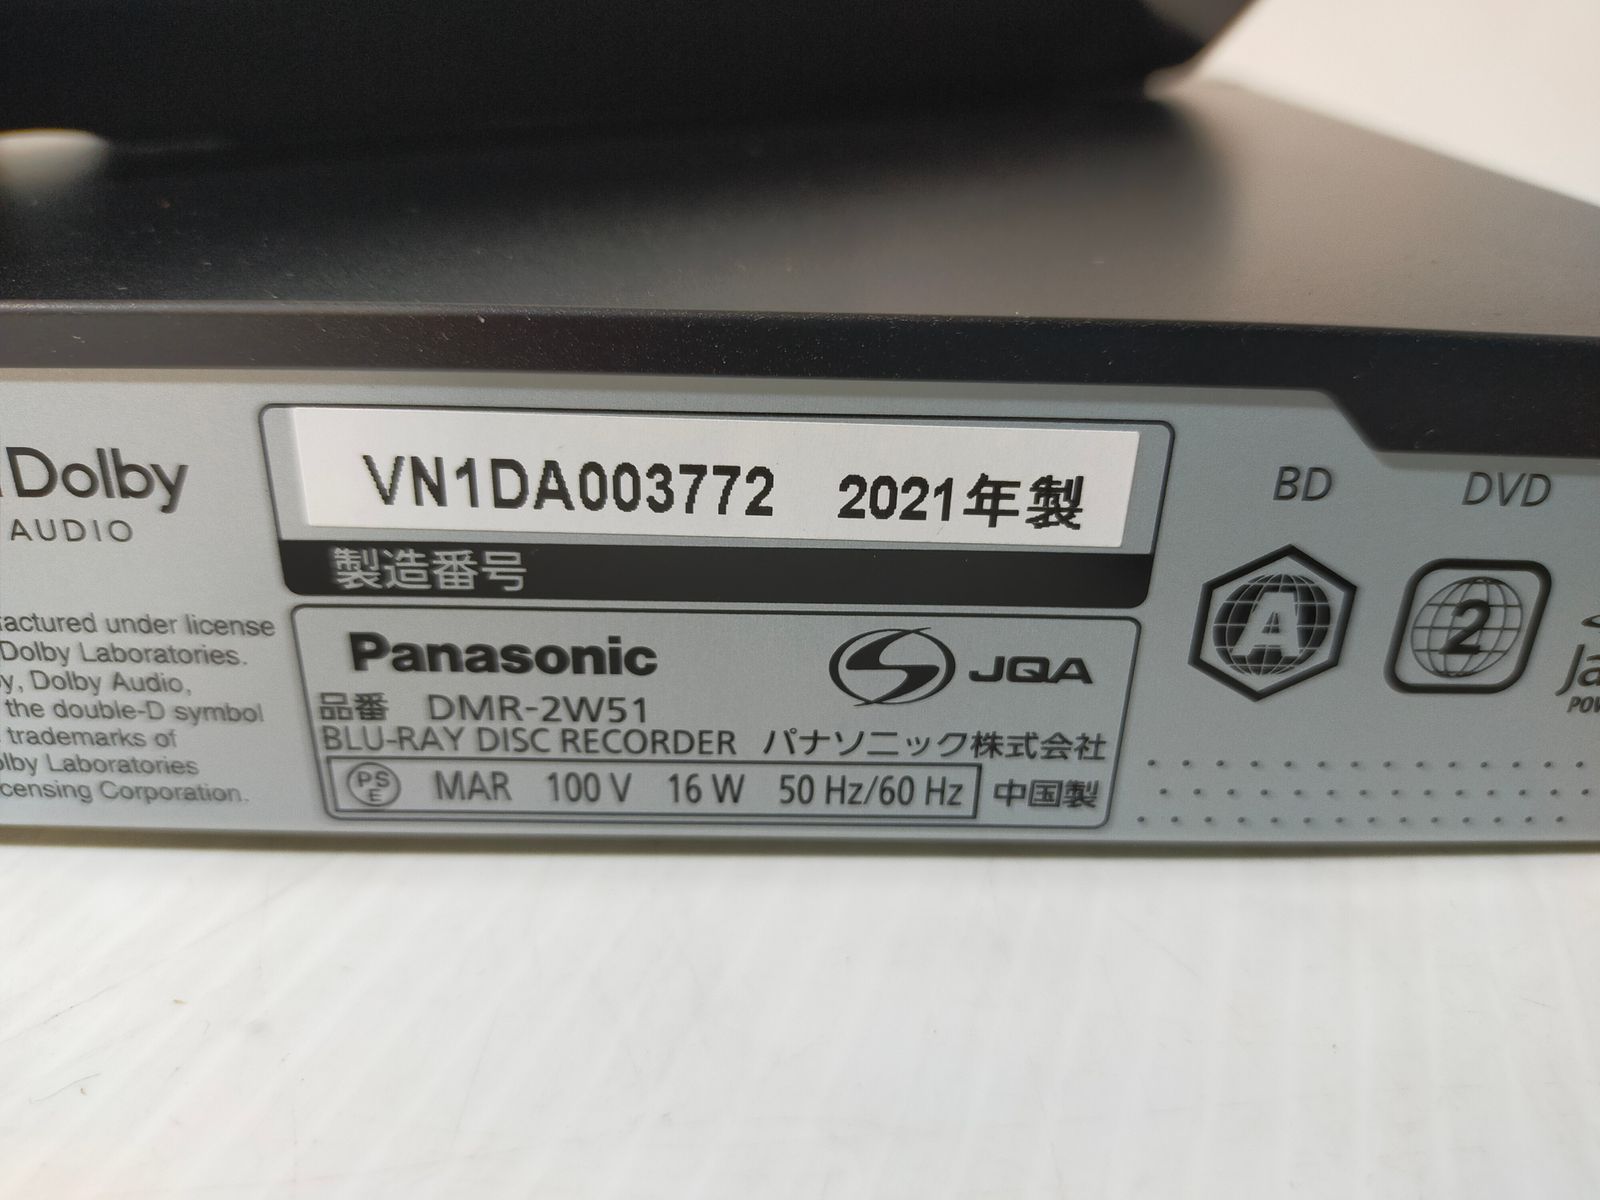 Dolby
AUDIO
VN1DA003772 2021年製
製造番号
BD DVD
A 2
under license
Dolby Laboratories.
Dolby Audio,
the double-D symbol
trademarks of
Laboratories
Corporation.
Panasonic JQA
品番 DMR-2W51
BLU-RAY DISC RECORDER パナソニック株式会社
PSE MAR 100 V 16 W 50 Hz/60 Hz 中国製